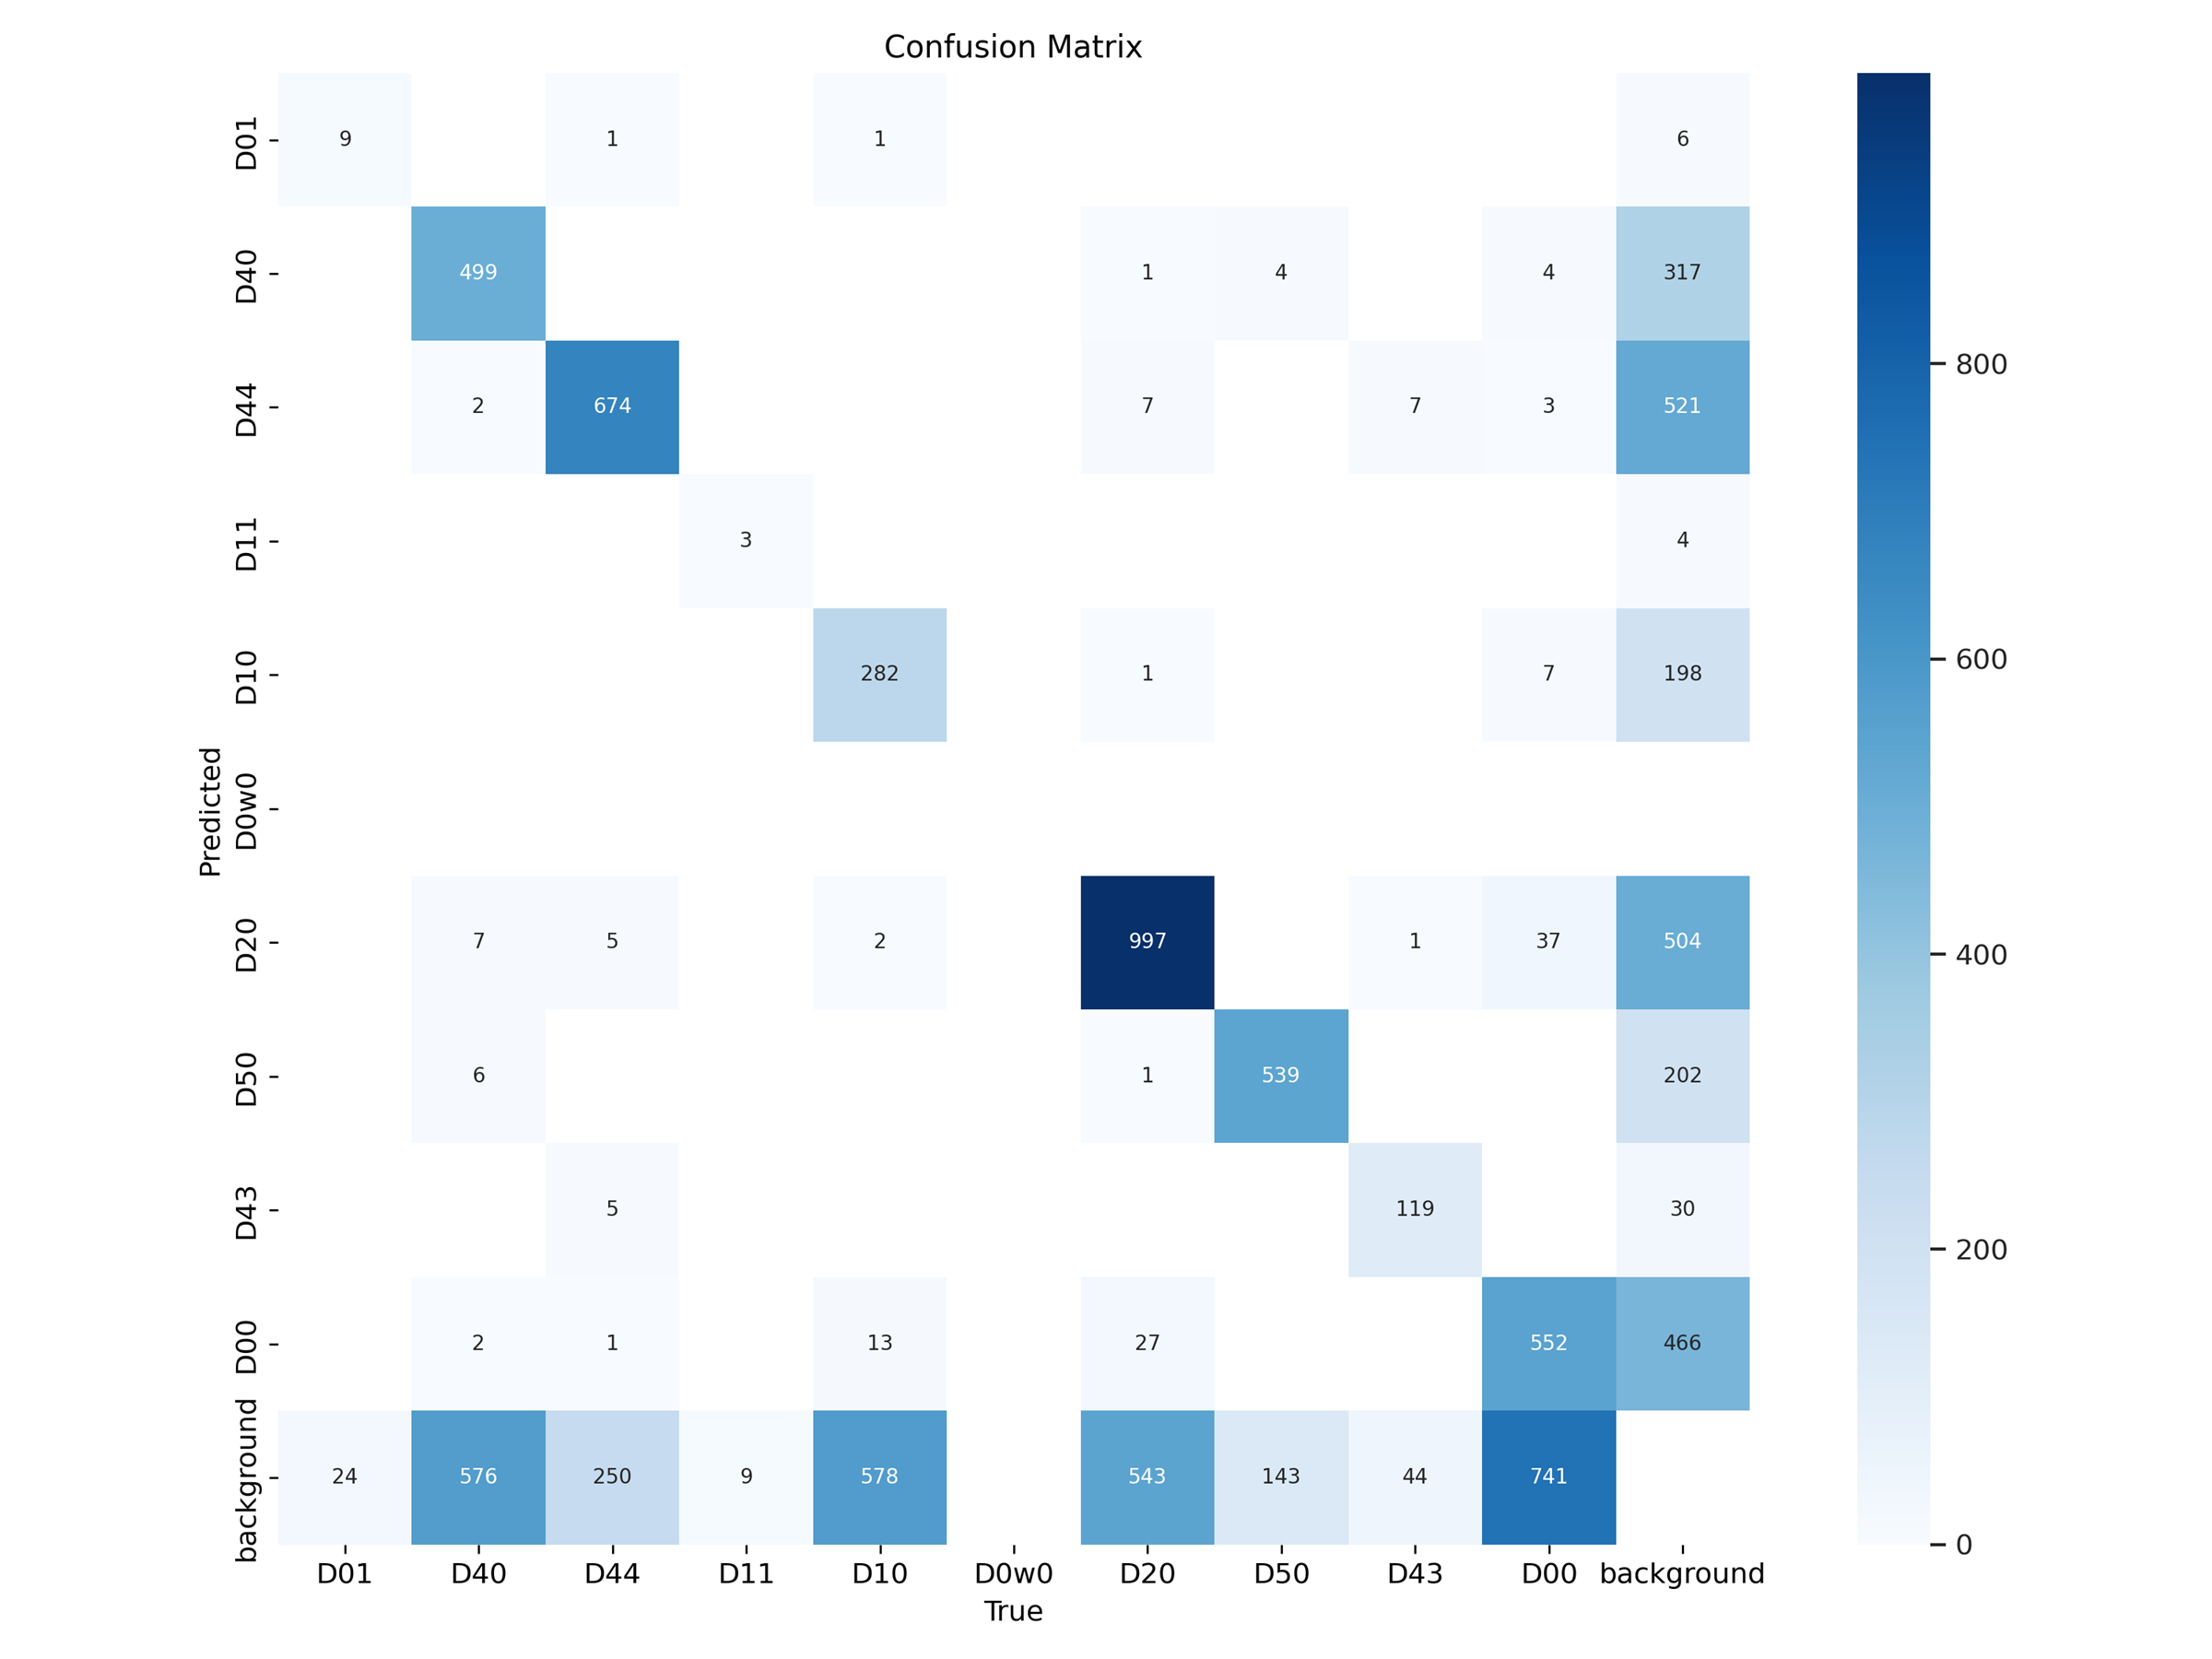 Confusion Matrix
D01 9 1 1 6
D40 499 1 4 4 317
D44 2 674 7 7 3 521
D11 3 4
D10 282 1 7 198
D0w0
D20 7 5 2 997 1 37 504
D50 6 1 539 202
D43 5 119 30
D00 2 1 13 27 552 466
background 24 576 250 9 578 543 143 44 741
Predicted
D01 D40 D44 D11 D10 D0w0 D20 D50 D43 D00 background
True
800
600
400
200
0